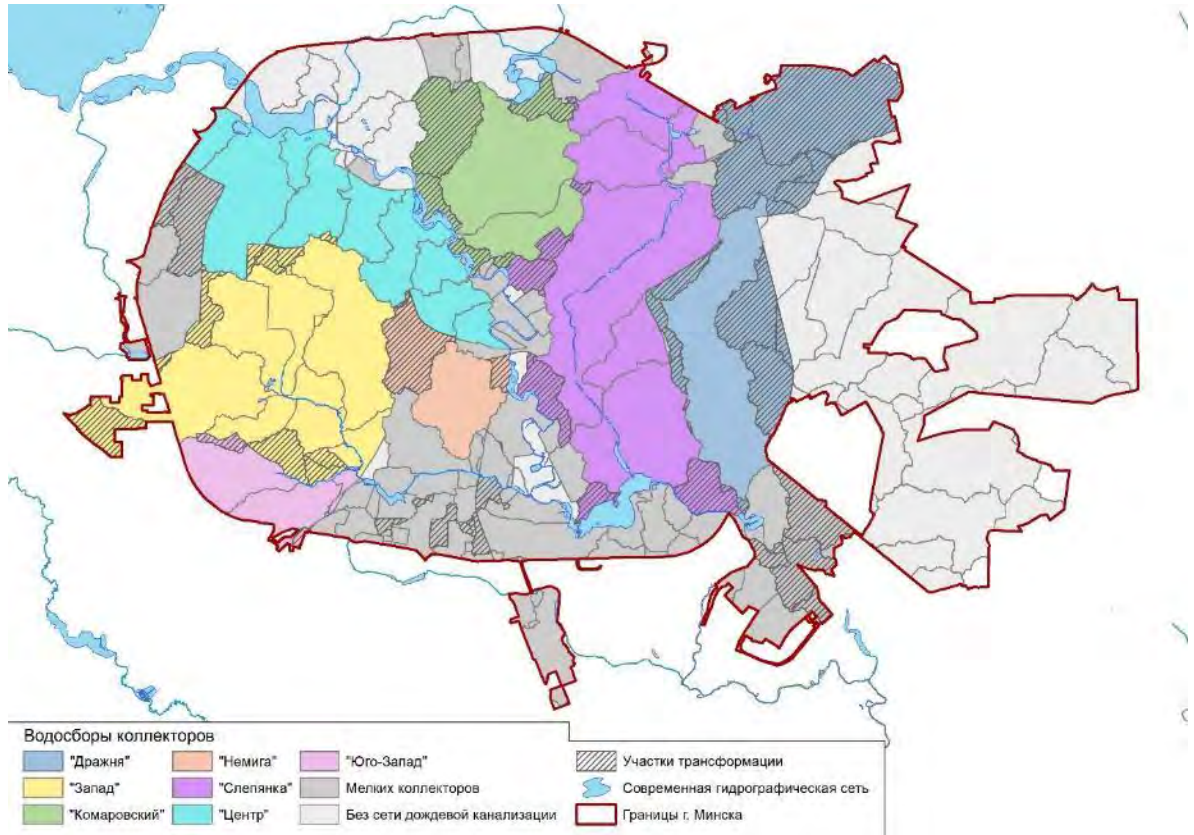 Водосборы коллекторов
"Дражня" "Немига" "Юго-Запад" Участки трансформации
"Запад" "Слепянка" Мелких коллекторов Современная гидрографическая сеть
"Комаровский" "Центр" Без сети дождевой канализации Границы г. Минска